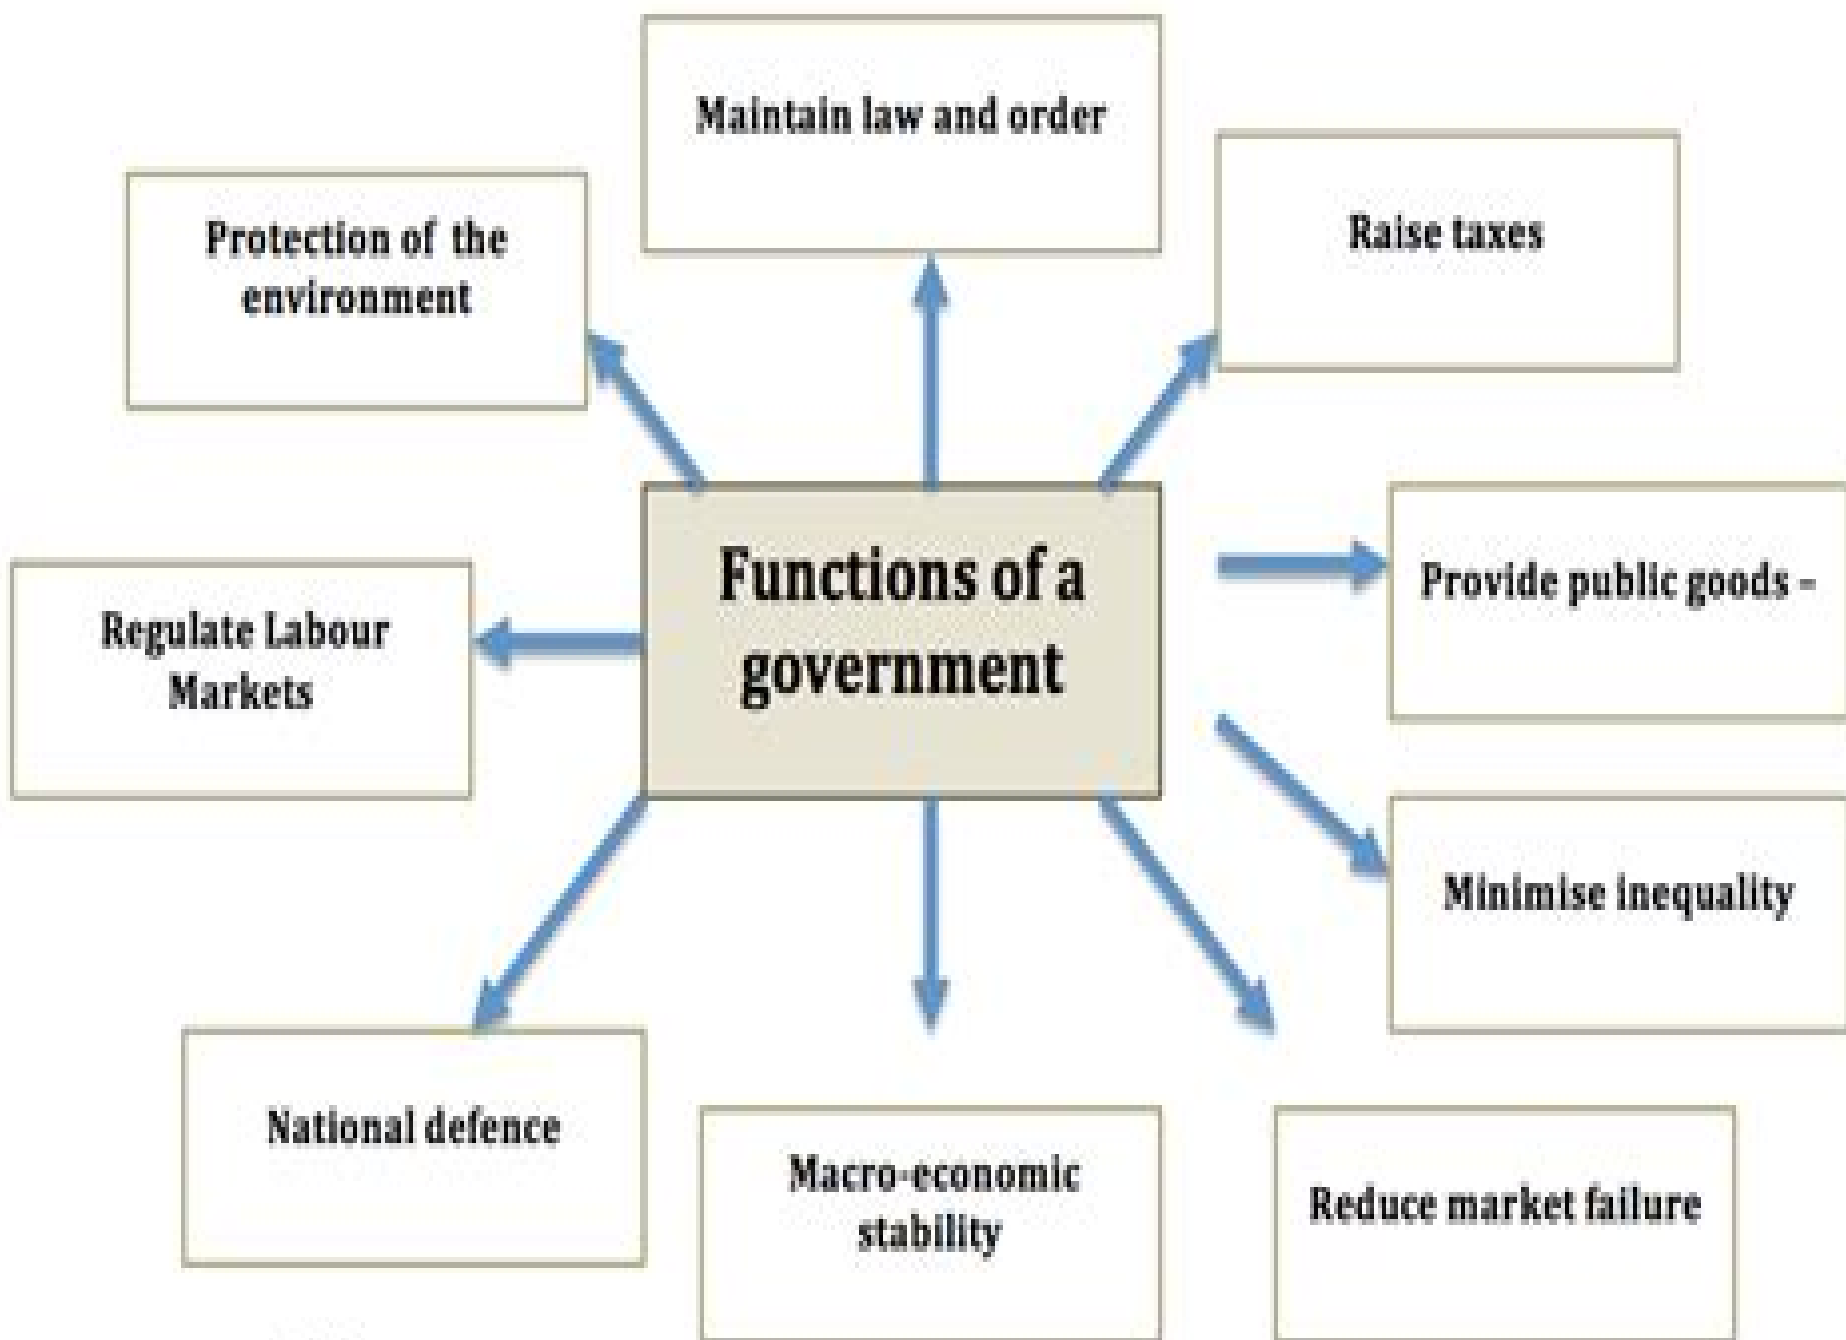 Maintain law and order
Raise taxes
Protection of the
environment
Functions of a
government
Provide public goods –
Regulate Labour
Markets
Minimise inequality
National defence
Macro-economic
stability
Reduce market failure